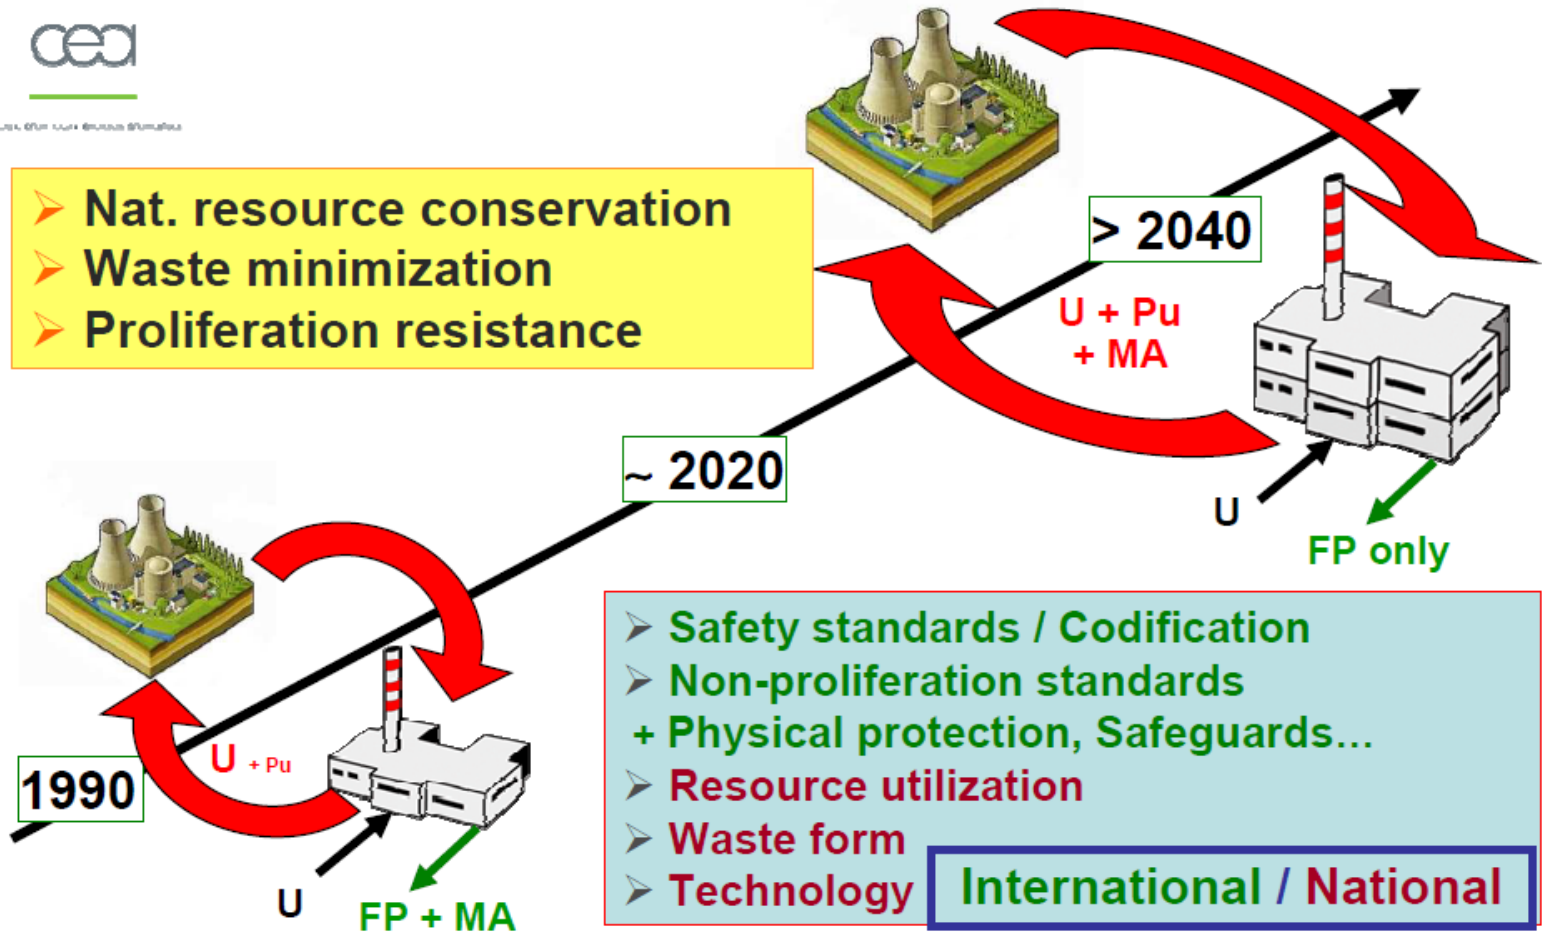 cea
➢ Nat. resource conservation
➢ Waste minimization
➢ Proliferation resistance
> 2040
U + Pu
+ MA
~ 2020
U
FP only
1990
U + Pu
U
FP + MA
➢ Safety standards / Codification
➢ Non-proliferation standards
+ Physical protection, Safeguards...
➢ Resource utilization
➢ Waste form
➢ Technology
International / National